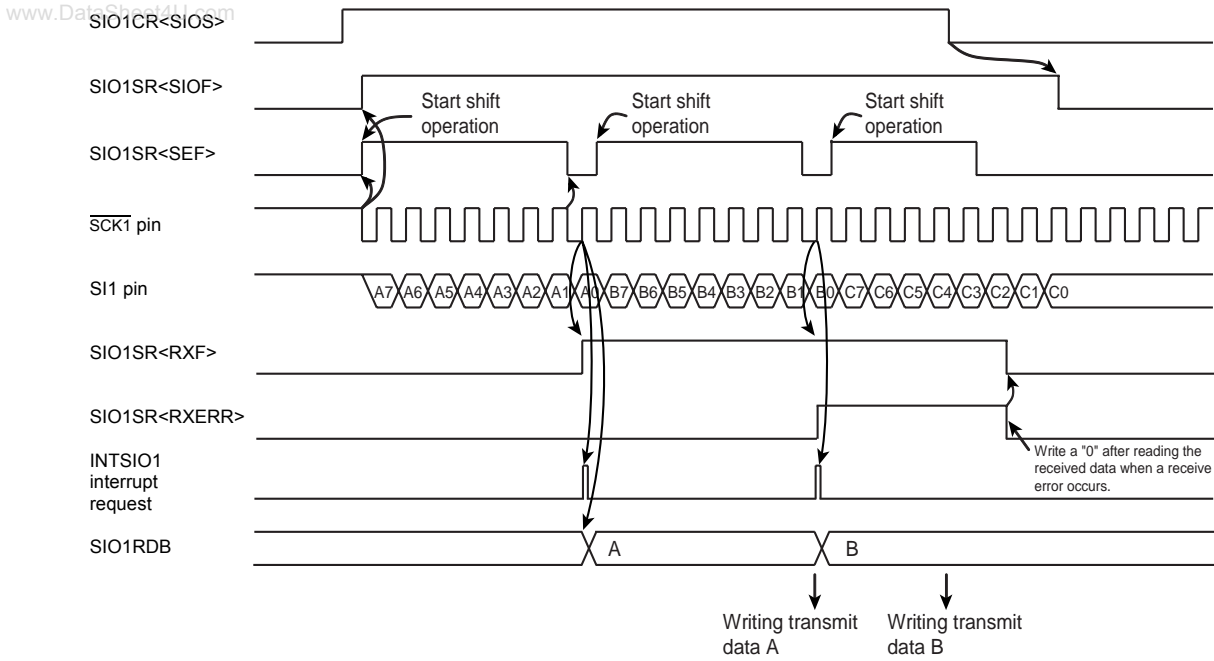 www.DataSheet4U.com
SIO1CR<SIOS>
SIO1SR<SIOF>
Start shift
operation
Start shift
operation
Start shift
operation
SIO1SR<SEF>
SCK1 pin
SI1 pin
A7 A6 A5 A4 A3 A2 A1 A0 B7 B6 B5 B4 B3 B2 B1 B0 C7 C6 C5 C4 C3 C2 C1 C0
SIO1SR<RXF>
SIO1SR<RXERR>
Write a "0" after reading the
received data when a receive
error occurs.
INTSIO1
interrupt
request
SIO1RDB
A
B
Writing transmit
data A
Writing transmit
data B